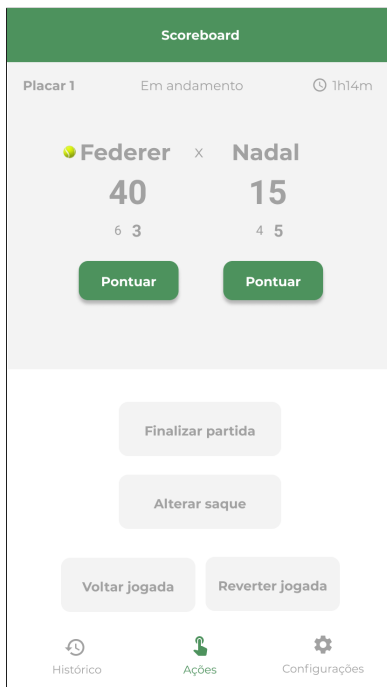 Scoreboard
Placar 1 Em andamento 1h14m
Federer x Nadal
40 15
6 3 4 5
Pontuar Pontuar
Finalizar partida
Alterar saque
Voltar jogada Reverter jogada
Histórico Ações Configurações